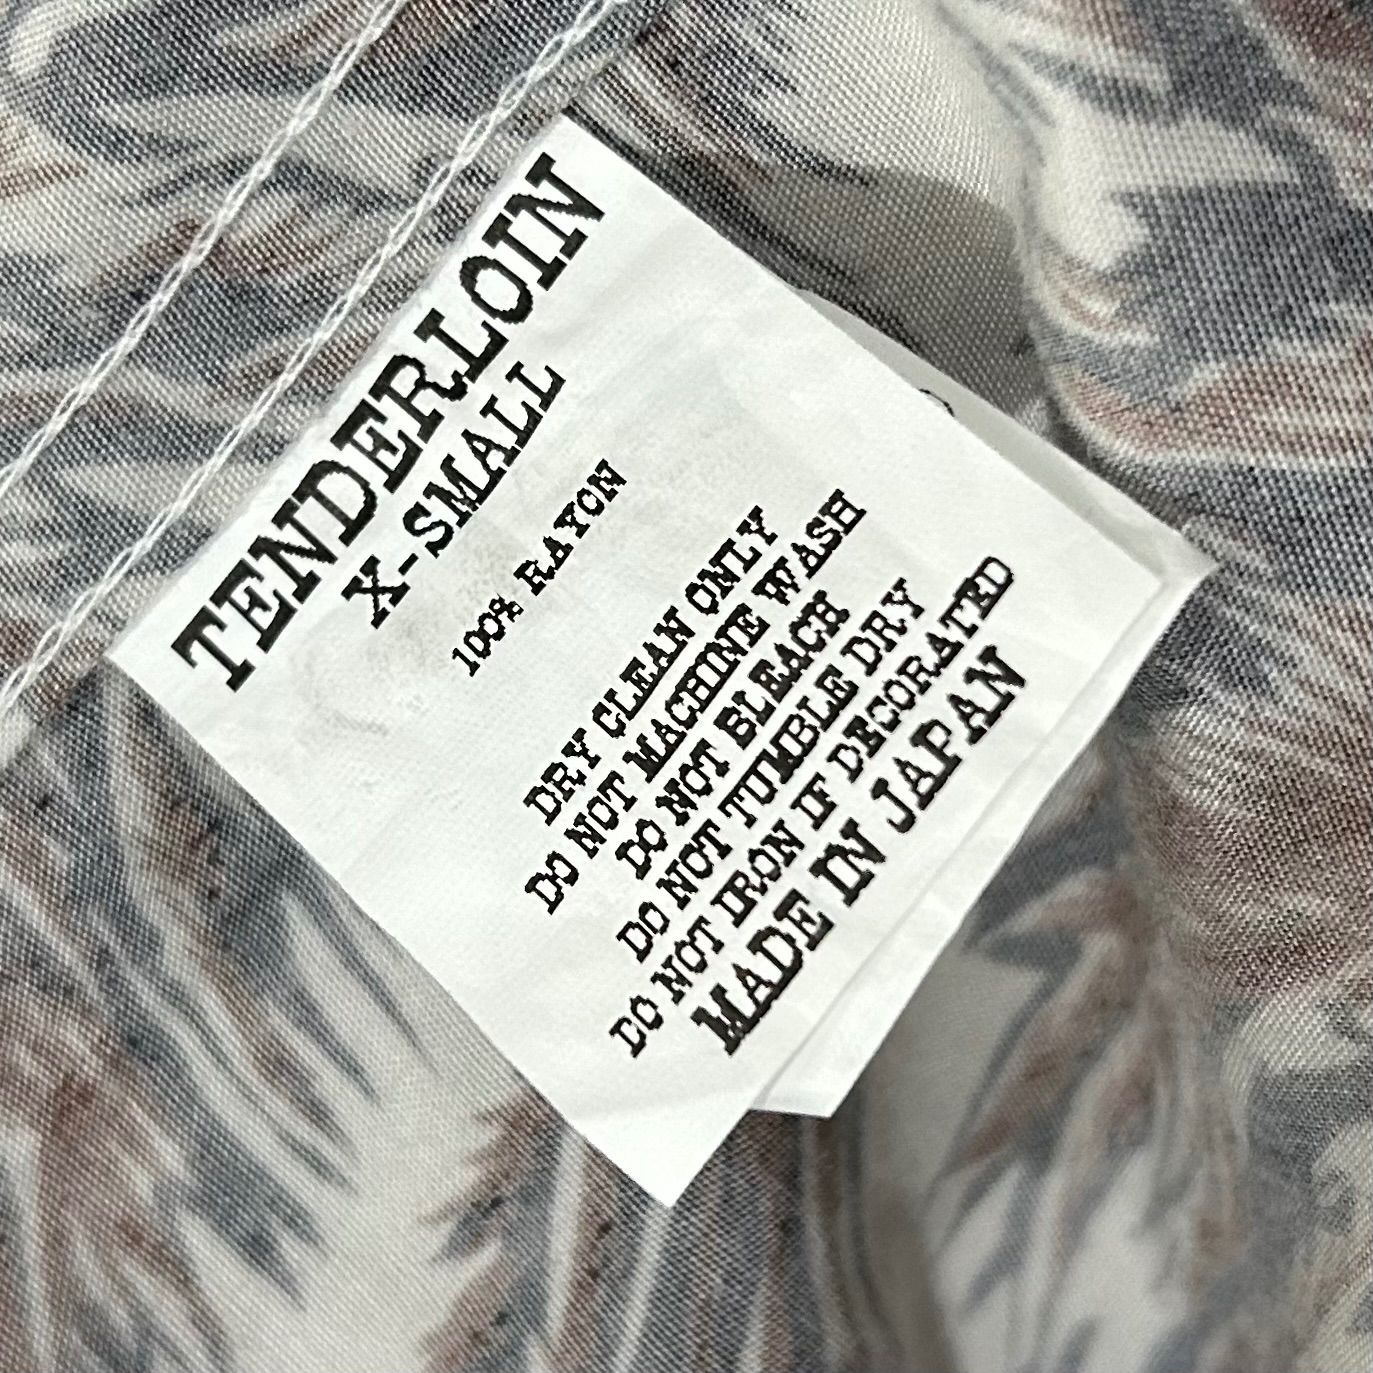 TENDERLOIN
X-SMALL
100% RAYON
DRY CLEAN ONLY
DO NOT MACHINE WASH
DO NOT BLEACH
DO NOT TUMBLE DRY
DO NOT IRON IF DECORATED
MADE IN JAPAN